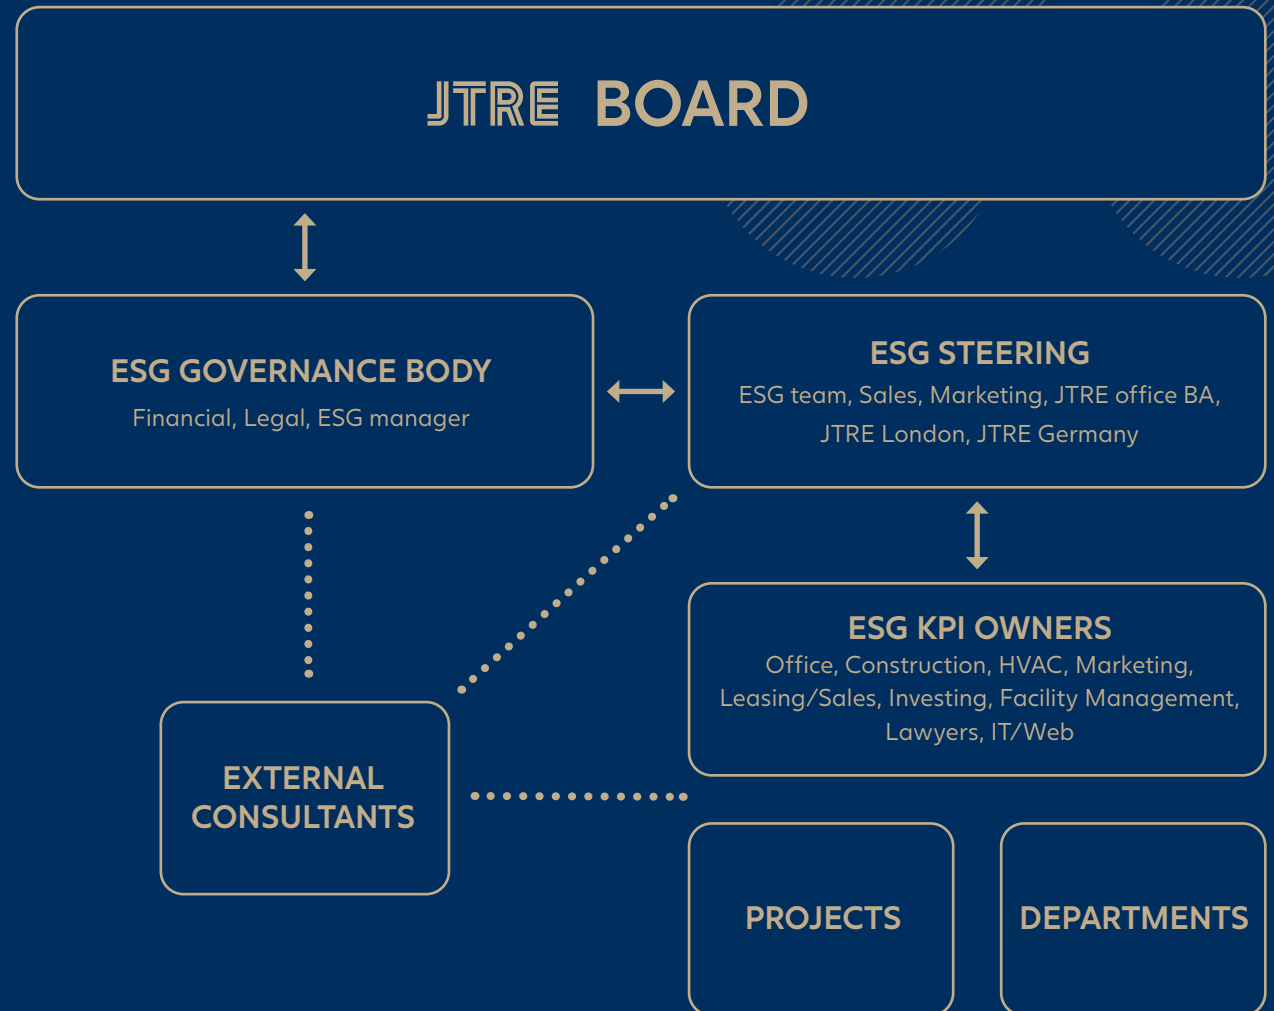 JTRE BOARD
ESG GOVERNANCE BODY
Financial, Legal, ESG manager
ESG STEERING
ESG team, Sales, Marketing, JTRE office BA,
JTRE London, JTRE Germany
ESG KPI OWNERS
Office, Construction, HVAC, Marketing,
Leasing/Sales, Investing, Facility Management,
Lawyers, IT/Web
EXTERNAL
CONSULTANTS
PROJECTS
DEPARTMENTS